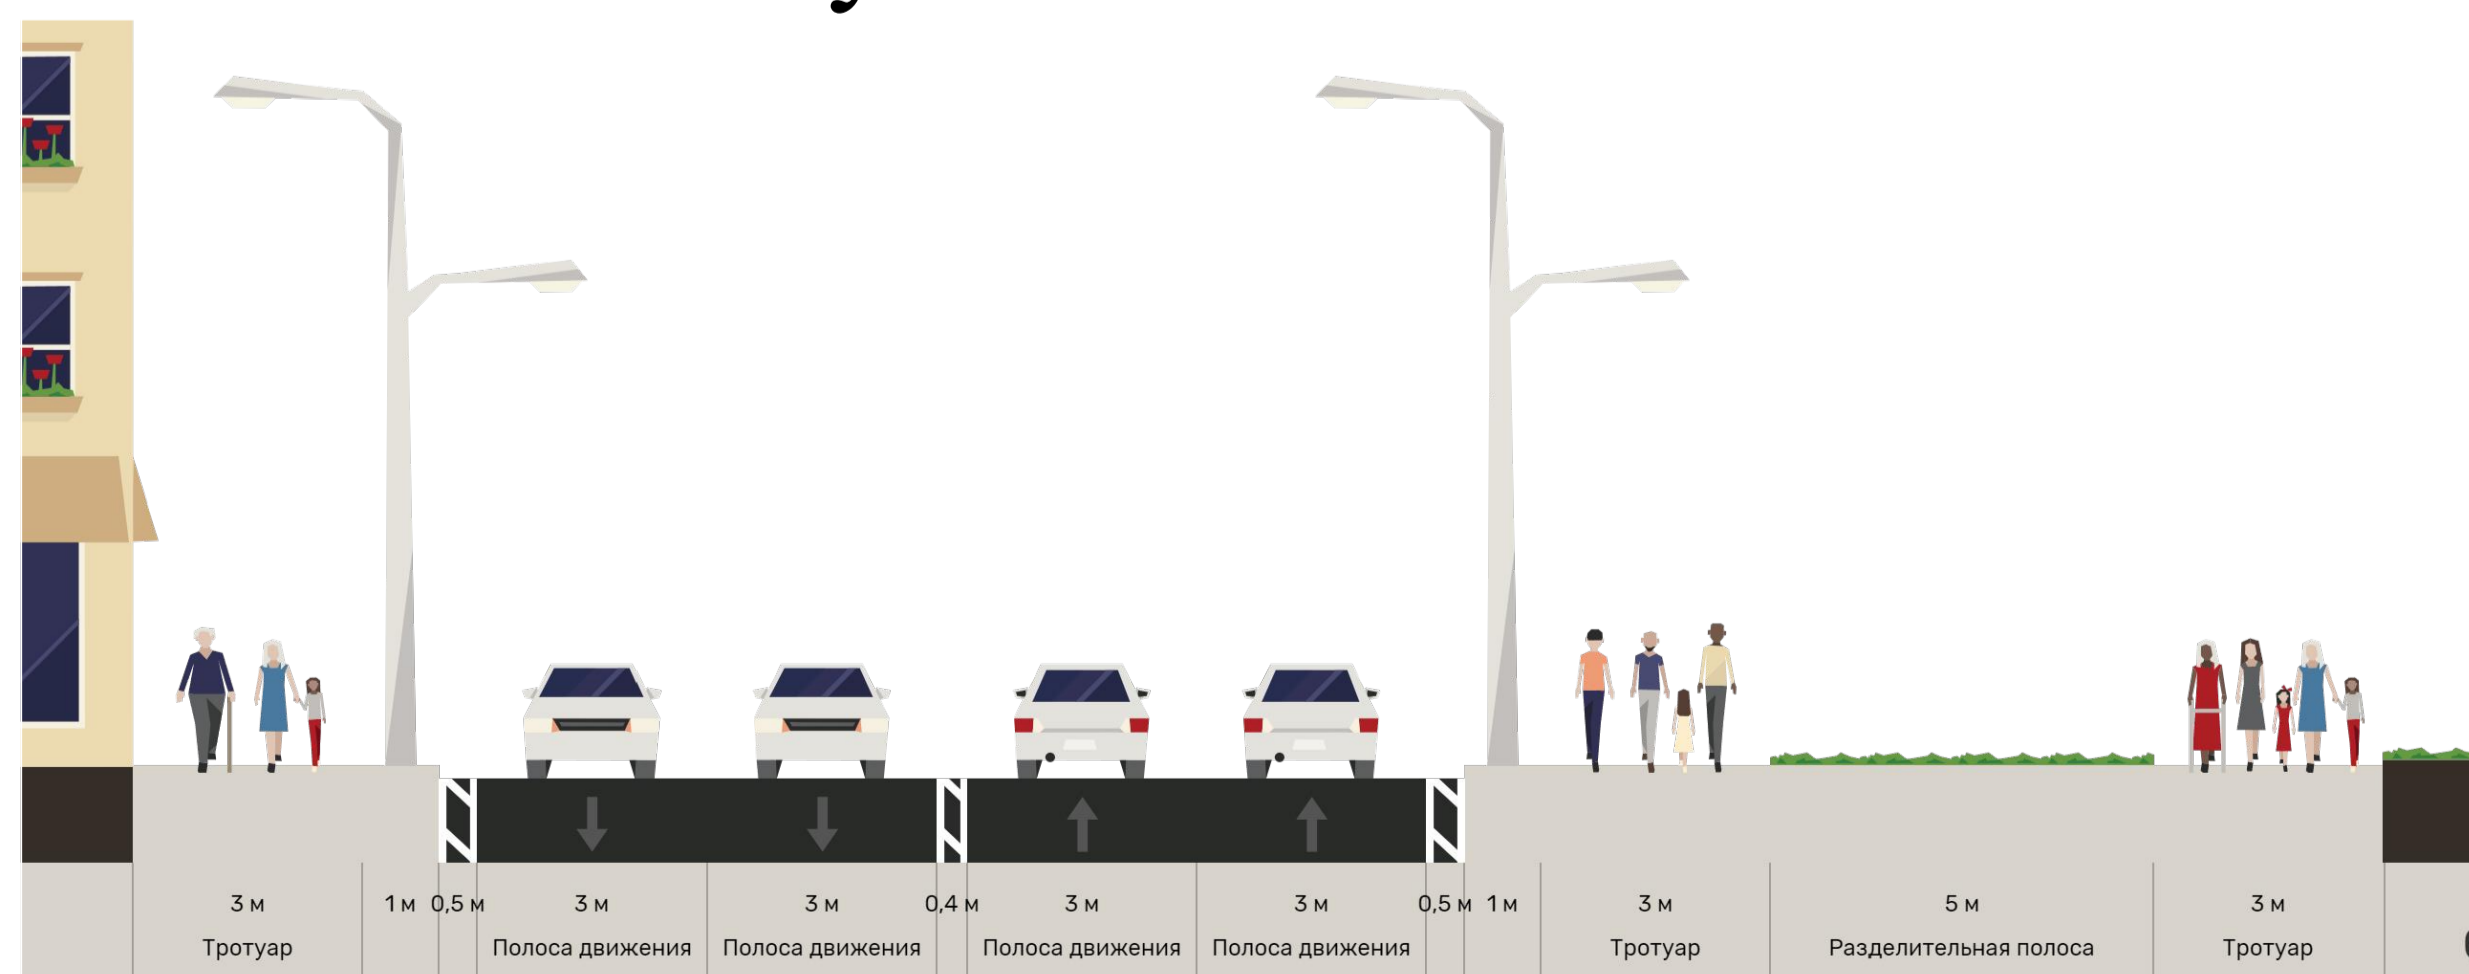 3 м 1 м 0,5 м 3 м 3 м 0,4 м 3 м 3 м 0,5 м 1 м 3 м 5 м 3 м
Тротуар Полоса движения Полоса движения Полоса движения Полоса движения Тротуар Разделительная полоса Тротуар